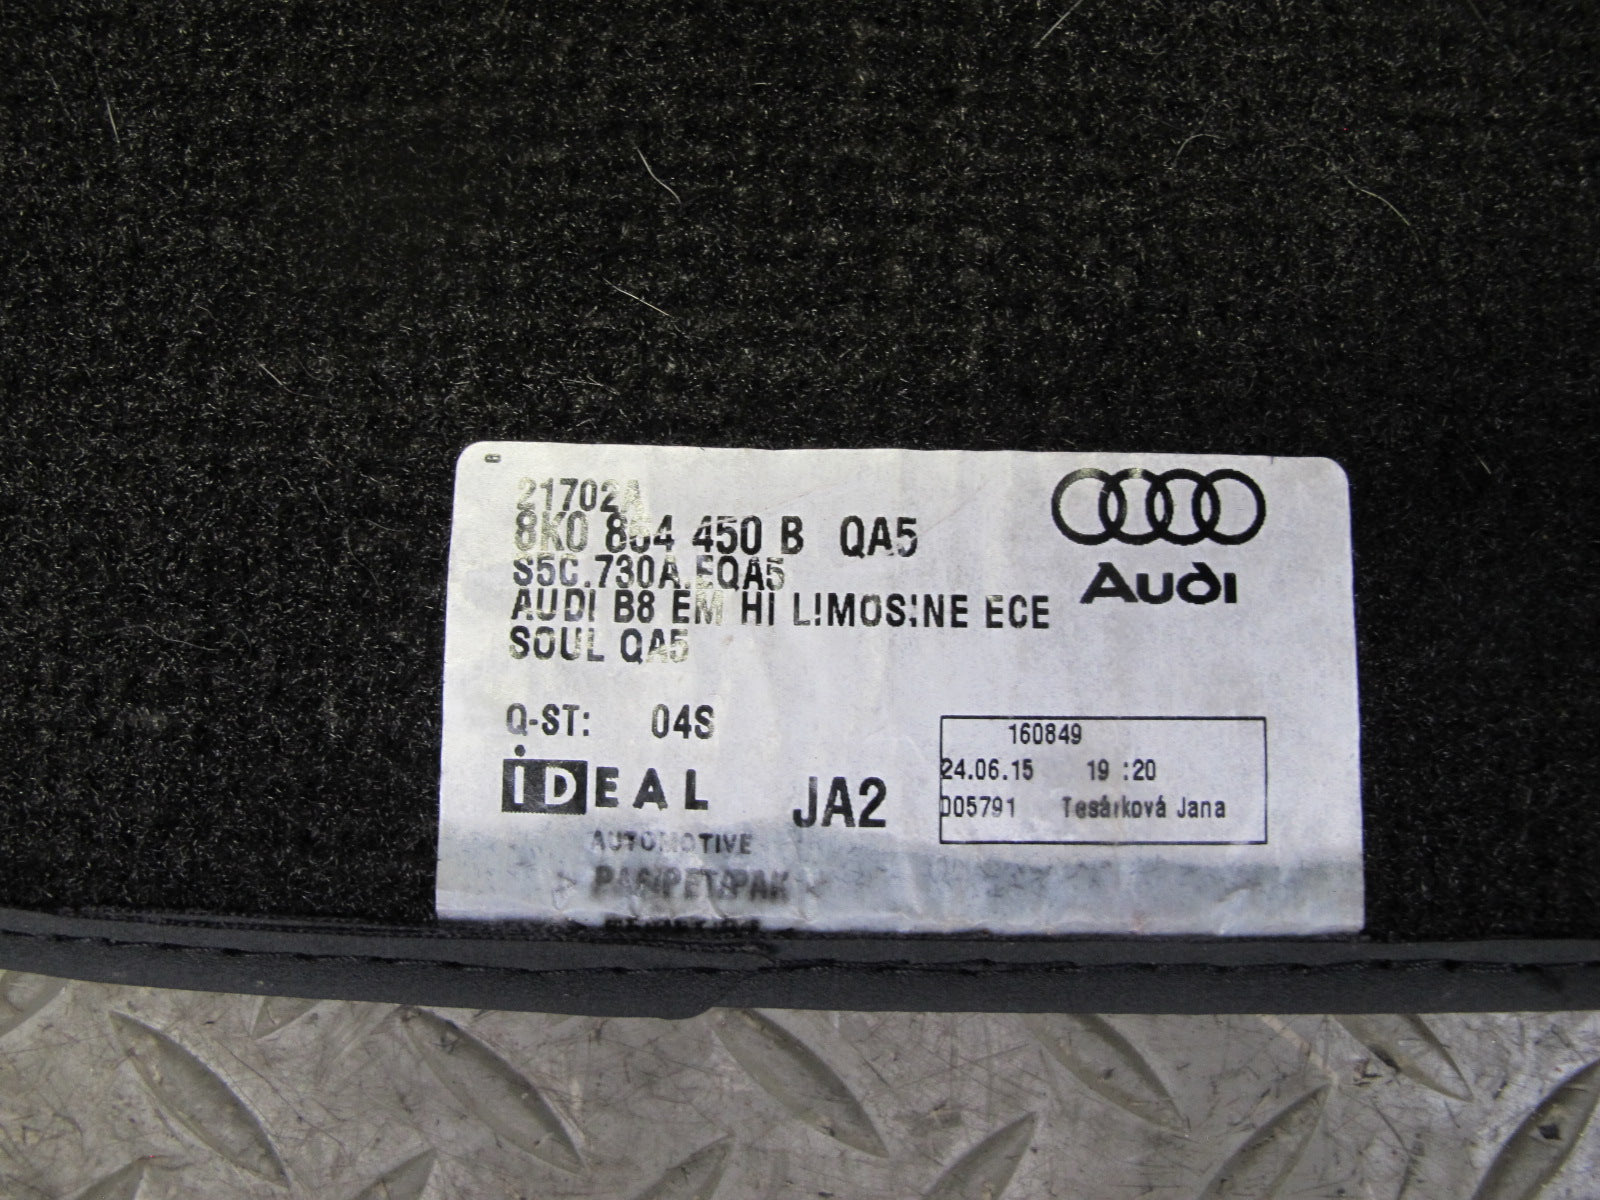 21702A
8K0 864 450 B QA5
S5C.730A.EQA5
AUDI B8 EM HI LIMOSINE ECE
SOUL QA5
Audi
Q-ST: 04S
iDEAL
AUTOMOTIVE
JA2
160849
24.06.15 19:20
005791 Tesárková Jana